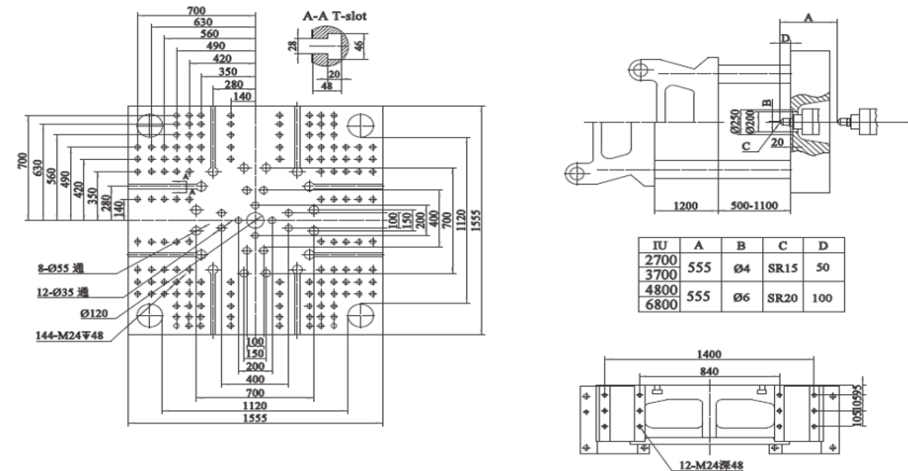 700
630
560
490
420
350
280
140
A-A T-slot
28
46
20
48
700
630
560
490
420
350
280
140
A
A
100
150
200
400
700
1120
1555
8-Ø55 通
12-Ø35 通
Ø120
144-M24₸48
100
150
200
400
700
1120
1555
A
D
B
Ø250
Ø200
C
20
1200
500-1100
IU A B C D
2700
3700
555 Ø4 SR15 50
4800
6800
555 Ø6 SR20 100
1400
840
95
105
105
12-M24深48